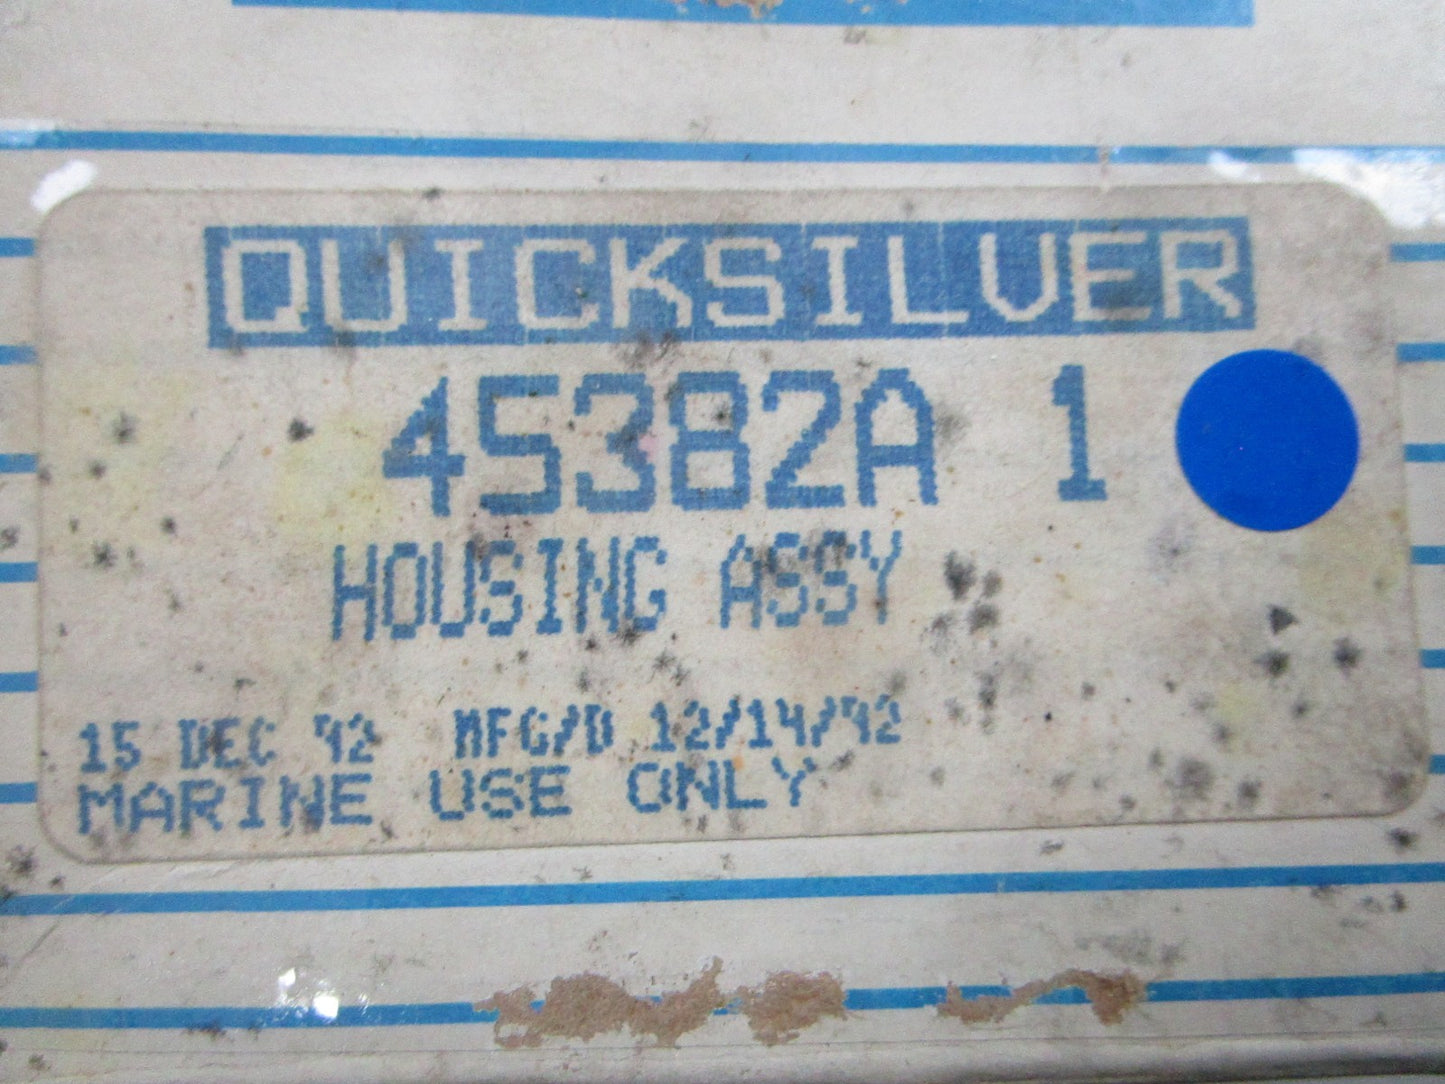 QUICKSILVER
45382A 1
HOUSING ASSY
15 DEC 92 MFG/D 12/14/92
MARINE USE ONLY